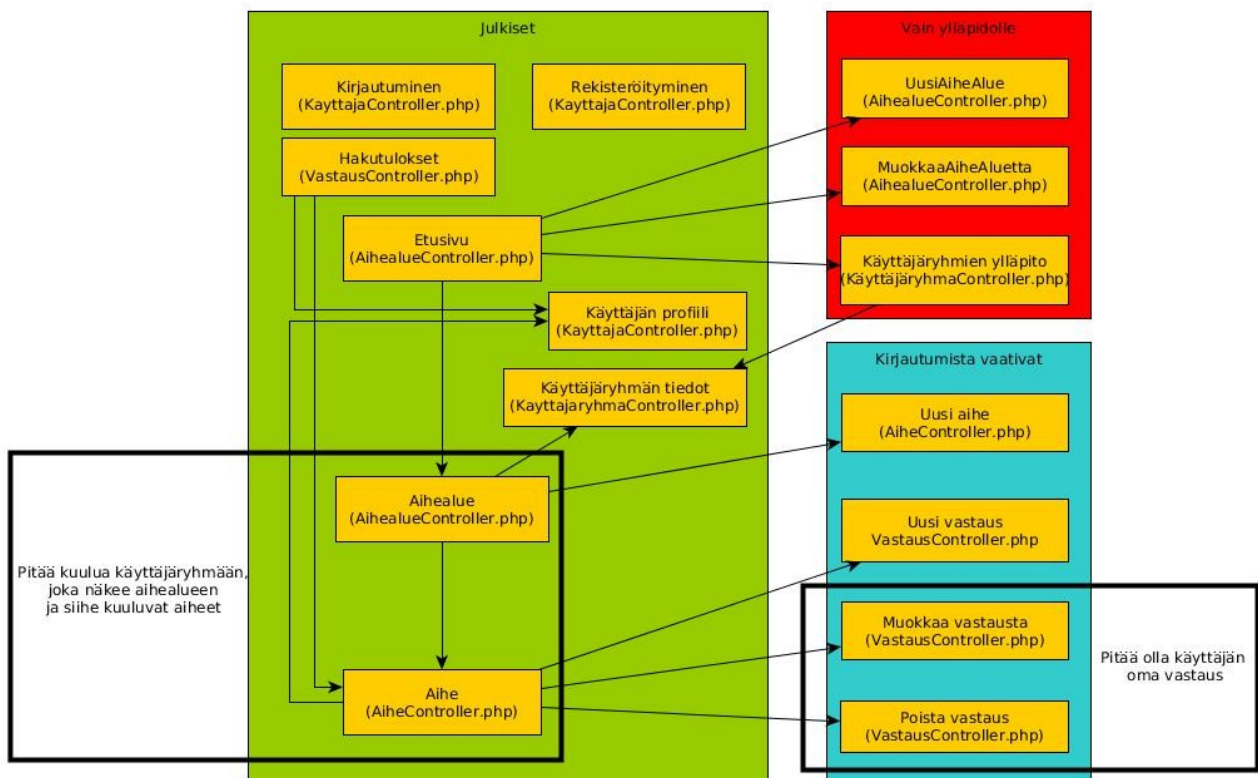 Julkiset
Kirjautuminen
(KayttajaController.php)
Rekisteröityminen
(KayttajaController.php)
Hakutulokset
(VastausController.php)
Etusivu
(AihealueController.php)
Käyttäjän profiili
(KayttajaController.php)
Käyttäjäryhmän tiedot
(KayttajaryhmaController.php)
Aihealue
(AihealueController.php)
Aihe
(AiheController.php)
Pitää kuulua käyttäjäryhmään,
joka näkee aihealueen
ja siihe kuuluvat aiheet
Vain ylläpidolle
UusiAiheAlue
(AihealueController.php)
MuokkaaAiheAluetta
(AihealueController.php)
Käyttäjäryhmien ylläpito
(KäyttäjäryhmaController.php)
Kirjautumista vaativat
Uusi aihe
(AiheController.php)
Uusi vastaus
VastausController.php
Muokkaa vastausta
(VastausController.php)
Poista vastaus
(VastausController.php)
Pitää olla käyttäjän
oma vastaus